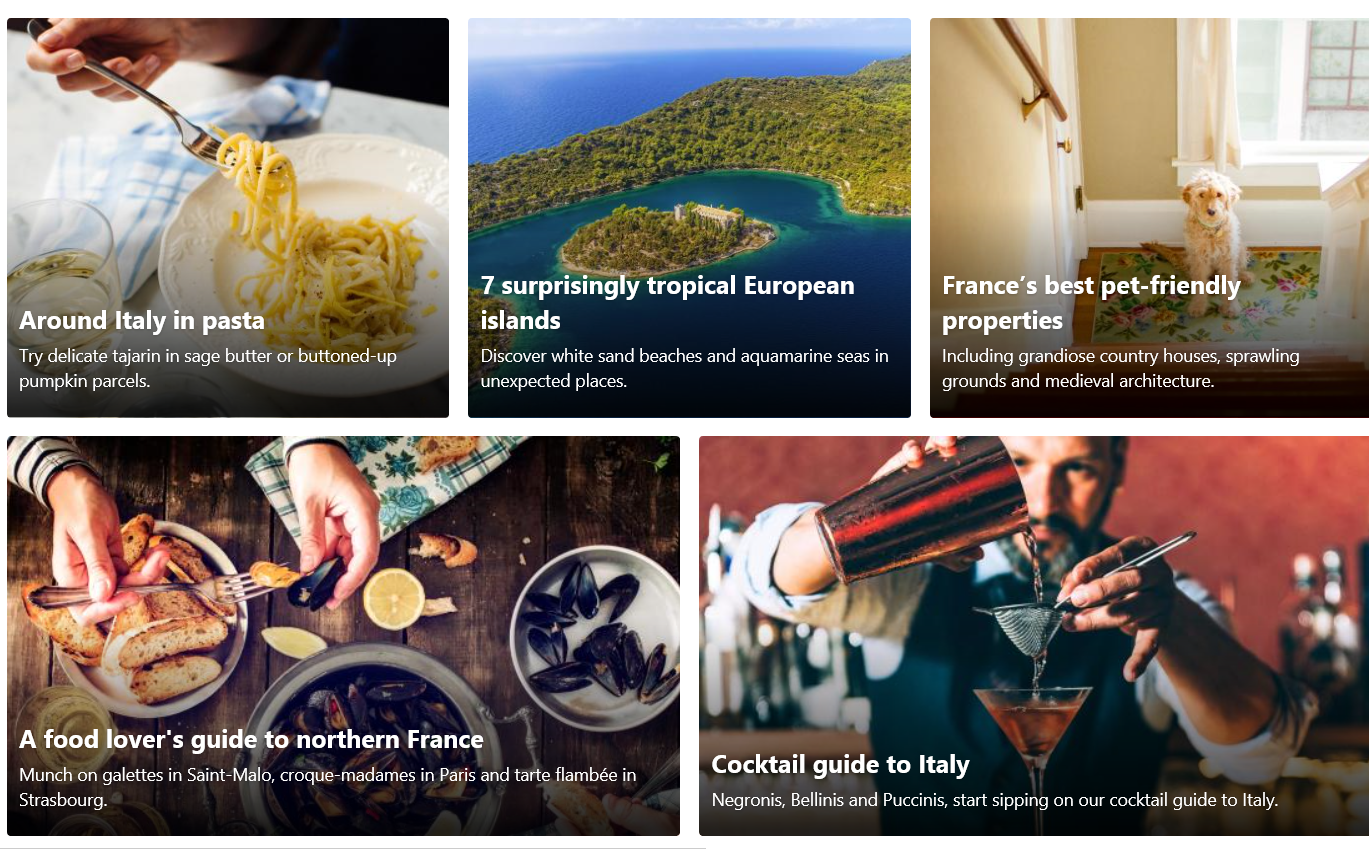 Around Italy in pasta
Try delicate tajarin in sage butter or buttoned-up
pumpkin parcels.
7 surprisingly tropical European
islands
Discover white sand beaches and aquamarine seas in
unexpected places.
France’s best pet-friendly
properties
Including grandiose country houses, sprawling
grounds and medieval architecture.
A food lover's guide to northern France
Munch on galettes in Saint-Malo, croque-madames in Paris and tarte flambée in
Strasbourg.
Cocktail guide to Italy
Negronis, Bellinis and Puccinis, start sipping on our cocktail guide to Italy.